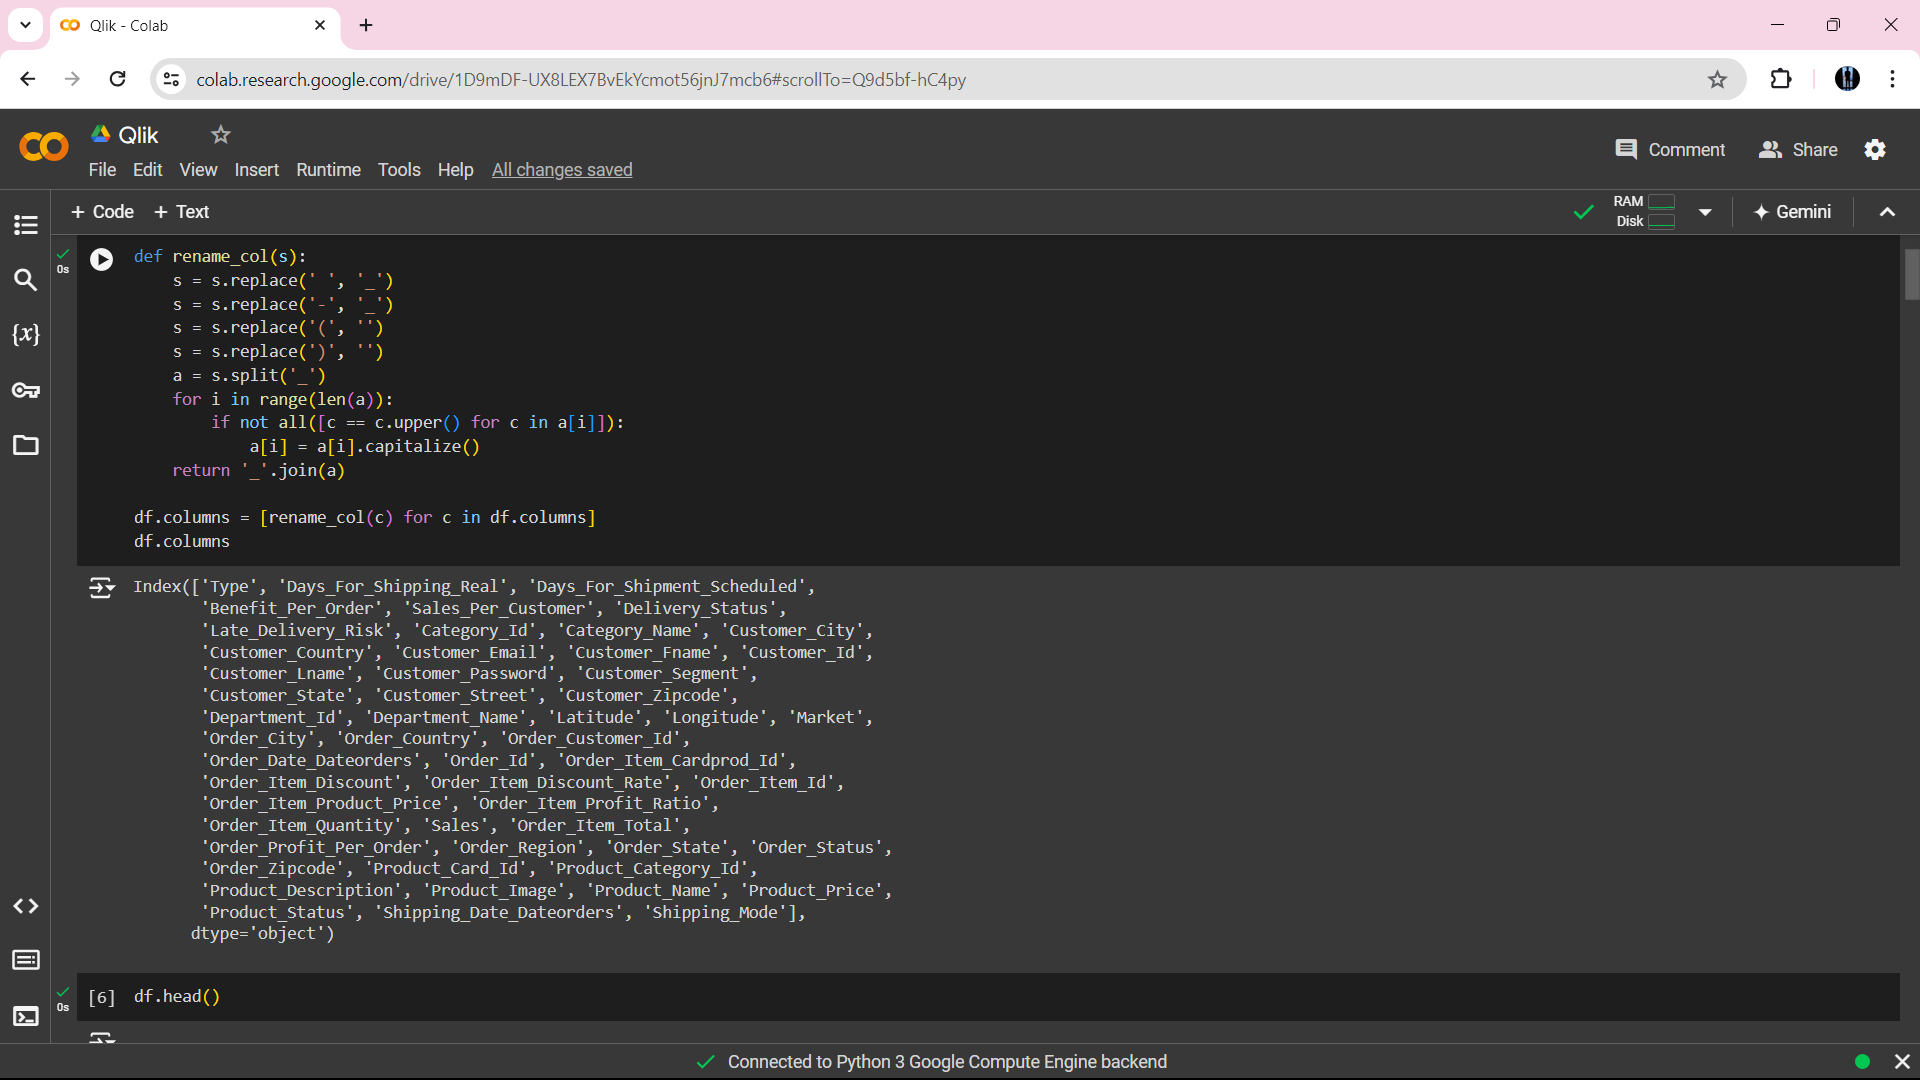 Qlik - Colab
colab.research.google.com/drive/1D9mDF-UX8LEX7BvEkYcmot56jnJ7mcb6#scrollTo=Q9d5bf-hC4py
Qlik
File Edit View Insert Runtime Tools Help All changes saved
Comment Share
+ Code + Text
RAM
Disk
Gemini
0s
def rename_col(s):
    s = s.replace(' ', '_')
    s = s.replace('-', '_')
    s = s.replace('(', '')
    s = s.replace(')', '')
    a = s.split('_')
    for i in range(len(a)):
        if not all([c == c.upper() for c in a[i]]):
            a[i] = a[i].capitalize()
    return '_'.join(a)
df.columns = [rename_col(c) for c in df.columns]
df.columns
Index(['Type', 'Days_For_Shipping_Real', 'Days_For_Shipment_Scheduled',
       'Benefit_Per_Order', 'Sales_Per_Customer', 'Delivery_Status',
       'Late_Delivery_Risk', 'Category_Id', 'Category_Name', 'Customer_City',
       'Customer_Country', 'Customer_Email', 'Customer_Fname', 'Customer_Id',
       'Customer_Lname', 'Customer_Password', 'Customer_Segment',
       'Customer_State', 'Customer_Street', 'Customer_Zipcode',
       'Department_Id', 'Department_Name', 'Latitude', 'Longitude', 'Market',
       'Order_City', 'Order_Country', 'Order_Customer_Id',
       'Order_Date_Dateorders', 'Order_Id', 'Order_Item_Cardprod_Id',
       'Order_Item_Discount', 'Order_Item_Discount_Rate', 'Order_Item_Id',
       'Order_Item_Product_Price', 'Order_Item_Profit_Ratio',
       'Order_Item_Quantity', 'Sales', 'Order_Item_Total',
       'Order_Profit_Per_Order', 'Order_Region', 'Order_State', 'Order_Status',
       'Order_Zipcode', 'Product_Card_Id', 'Product_Category_Id',
       'Product_Description', 'Product_Image', 'Product_Name', 'Product_Price',
       'Product_Status', 'Shipping_Date_Dateorders', 'Shipping_Mode'],
      dtype='object')
0s
[6] df.head()
Connected to Python 3 Google Compute Engine backend